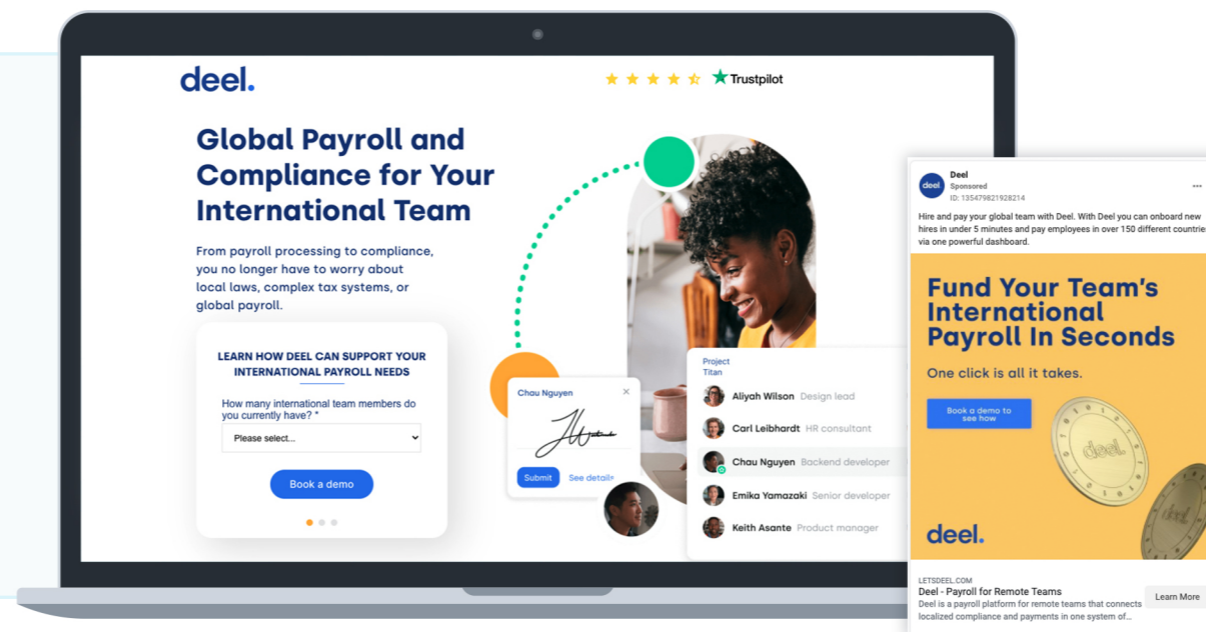 deel.
Trustpilot
Global Payroll and
Compliance for Your
International Team
From payroll processing to compliance,
you no longer have to worry about
local laws, complex tax systems, or
global payroll.
LEARN HOW DEEL CAN SUPPORT YOUR
INTERNATIONAL PAYROLL NEEDS
How many international team members do
you currently have? *
Please select...
Book a demo
Chau Nguyen
Submit See details
Project
Titan
Aliyah Wilson Design lead
Carl Leibhardt HR consultant
Chau Nguyen Backend developer
Emika Yamazaki Senior developer
Keith Asante Product manager
deel.
Deel
Sponsored
ID: 135479821928214
Hire and pay your global team with Deel. With Deel you can onboard new
hires in under 5 minutes and pay employees in over 150 different countries
via one powerful dashboard.
Fund Your Team's
International
Payroll In Seconds
One click is all it takes.
Book a demo to
see how
deel.
deel.
deel.
LETSDEEL.COM
Deel - Payroll for Remote Teams
Deel is a payroll platform for remote teams that connects
localized compliance and payments in one system of...
Learn More